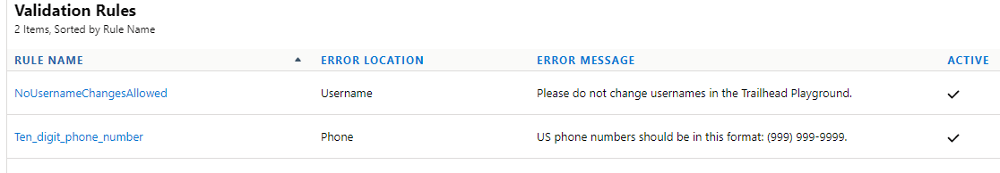 Validation Rules
2 Items, Sorted by Rule Name
RULE NAME ERROR LOCATION ERROR MESSAGE ACTIVE
NoUsernameChangesAllowed Username Please do not change usernames in the Trailhead Playground.
Ten_digit_phone_number Phone US phone numbers should be in this format: (999) 999-9999.